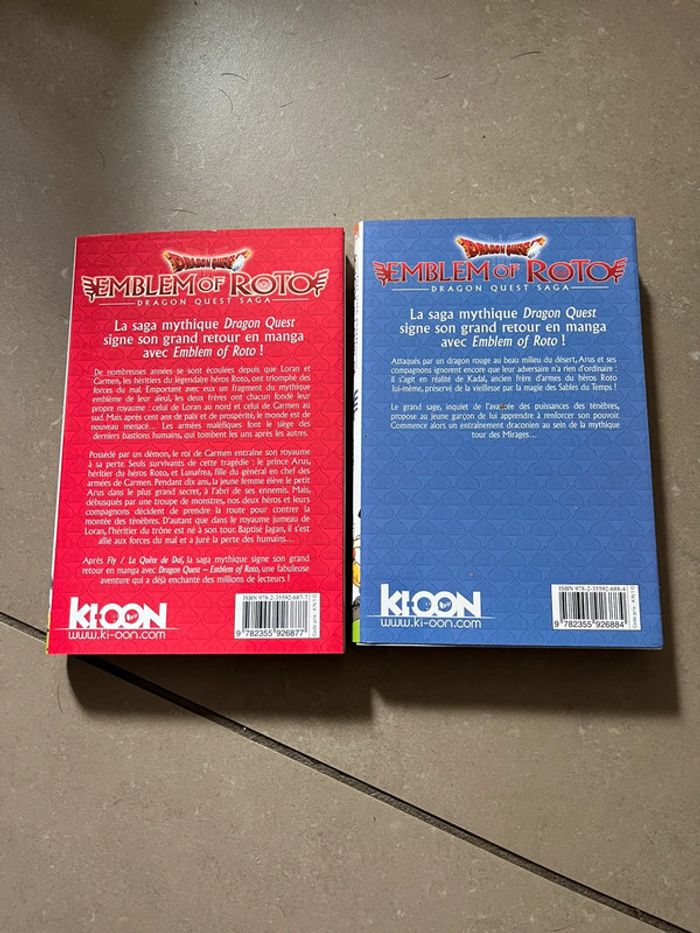 DRAGON QUEST
EMBLEM OF ROTO
DRAGON QUEST SAGA
La saga mythique Dragon Quest
signe son grand retour en manga
avec Emblem of Roto !
De nombreuses années se sont écoulées depuis que Loran et
Carmen, les héritiers du légendaire héros Roto, ont triomphé des
forces du mal. Emportant avec eux un fragment du mythique
emblème de leur aïeul, les deux frères ont chacun fondé leur
propre royaume : celui de Loran au nord et celui de Carmen au
sud. Mais après cent ans de paix et de prospérité, le monde est de
nouveau menacé... Les armées maléfiques font le siège des
derniers bastions humains, qui tombent les uns après les autres.
Possédé par un démon, le roi de Carmen entraîne son royaume
à sa perte. Seuls survivants de cette tragédie : le prince Arus,
héritier du héros Roto, et Lunafrea, fille du général en chef des
armées de Carmen. Pendant dix ans, la jeune femme élève le petit
Arus dans le plus grand secret, à l'abri de ses ennemis. Mais,
débusqués par une troupe de monstres, nos deux héros et leurs
compagnons décident de prendre la route pour contrer la
montée des ténèbres. D'autant que dans le royaume jumeau de
Loran, l'héritier du trône est né à son tour. Baptisé Jagan, il s'est
allié aux forces du mal et a juré la perte des humains...
Après Fly / La Quête de Daï, la saga mythique signe son grand
retour en manga avec Dragon Quest – Emblem of Roto, une fabuleuse
aventure qui a déjà enchanté des millions de lecteurs !
KI-OON
www.ki-oon.com
ISBN 978-2-35592-687-7
9 782355 926877
Code prix : KN10
DRAGON QUEST
EMBLEM OF ROTO
DRAGON QUEST SAGA
La saga mythique Dragon Quest
signe son grand retour en manga
avec Emblem of Roto !
Attaqués par un dragon rouge au beau milieu du désert, Arus et ses
compagnons ignorent encore que leur adversaire n'a rien d'ordinaire :
il s'agit en réalité de Kadal, ancien frère d'armes du héros Roto
lui-même, préservé de la vieillesse par la magie des Sables du Temps !
Le grand sage, inquiet de l'avancée des puissances des ténèbres,
propose au jeune garçon de lui apprendre à renforcer son pouvoir.
Commence alors un entraînement draconien au sein de la mythique
tour des Mirages...
KI-OON
www.ki-oon.com
ISBN 978-2-35592-688-4
9 782355 926884
Code prix : KN10